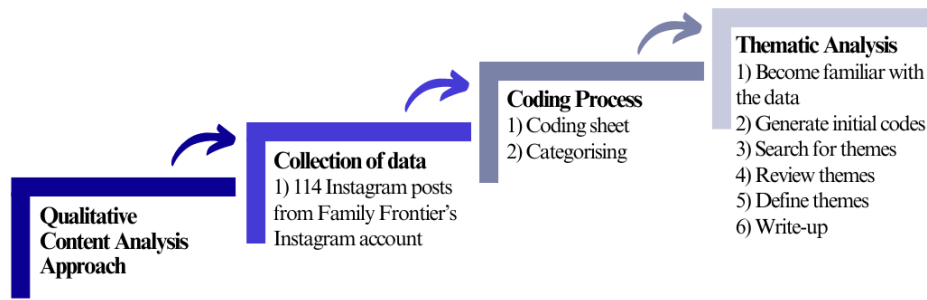 Qualitative
Content Analysis
Approach
Collection of data
1) 114 Instagram posts
from Family Frontier's
Instagram account
Coding Process
1) Coding sheet
2) Categorising
Thematic Analysis
1) Become familiar with
the data
2) Generate initial codes
3) Search for themes
4) Review themes
5) Define themes
6) Write-up